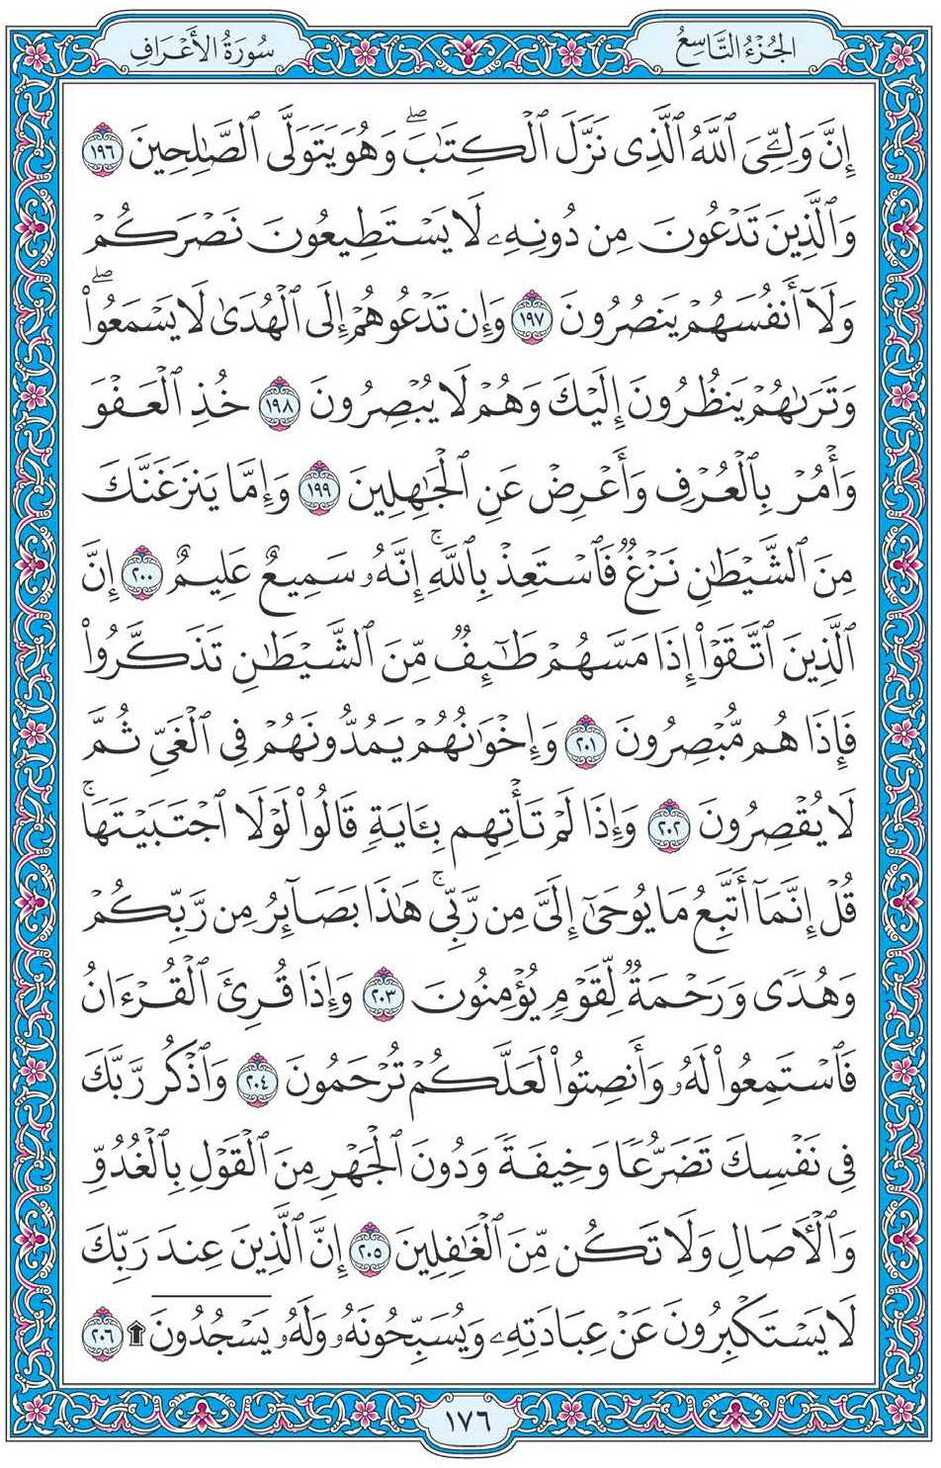 الجُزْءُ التَّاسِعُ
سُورَةُ الأَعْرَافِ
إِنَّ وَلِـِّۧيَ ٱللَّهُ ٱلَّذِى نَزَّلَ ٱلْكِتَٰبَۖ وَهُوَ يَتَوَلَّى ٱلصَّٰلِحِينَ ١٩٦
وَٱلَّذِينَ تَدْعُونَ مِن دُونِهِۦ لَا يَسْتَطِيعُونَ نَصْرَكُمْ
وَلَآ أَنفُسَهُمْ يَنصُرُونَ ١٩٧ وَإِن تَدْعُوهُمْ إِلَى ٱلْهُدَىٰ لَا يَسْمَعُوا۟ۖ
وَتَرَىٰهُمْ يَنظُرُونَ إِلَيْكَ وَهُمْ لَا يُبْصِرُونَ ١٩٨ خُذِ ٱلْعَفْوَ
وَأْمُرْ بِٱلْعُرْفِ وَأَعْرِضْ عَنِ ٱلْجَٰهِلِينَ ١٩٩ وَإِمَّا يَنزَغَنَّكَ
مِنَ ٱلشَّيْطَٰنِ نَزْغٌ فَٱسْتَعِذْ بِٱللَّهِۚ إِنَّهُۥ سَمِيعٌ عَلِيمٌ ٢٠٠ إِنَّ
ٱلَّذِينَ ٱتَّقَوْا۟ إِذَا مَسَّهُمْ طَٰٓئِفٌ مِّنَ ٱلشَّيْطَٰنِ تَذَكَّرُوا۟
فَإِذَا هُم مُّبْصِرُونَ ٢٠١ وَإِخْوَٰنُهُمْ يَمُدُّونَهُمْ فِى ٱلْغَىِّ ثُمَّ
لَا يُقْصِرُونَ ٢٠٢ وَإِذَا لَمْ تَأْتِهِم بِـَٔايَةٍ قَالُوا۟ لَوْلَا ٱجْتَبَيْتَهَاۚ
قُلْ إِنَّمَآ أَتَّبِعُ مَا يُوحَىٰٓ إِلَىَّ مِن رَّبِّىۚ هَٰذَا بَصَآئِرُ مِن رَّبِّكُمْ
وَهُدًى وَرَحْمَةٌ لِّقَوْمٍ يُؤْمِنُونَ ٢٠٣ وَإِذَا قُرِئَ ٱلْقُرْءَانُ
فَٱسْتَمِعُوا۟ لَهُۥ وَأَنصِتُوا۟ لَعَلَّكُمْ تُرْحَمُونَ ٢٠٤ وَٱذْكُر رَّبَّكَ
فِى نَفْسِكَ تَضَرُّعًا وَخِيفَةً وَدُونَ ٱلْجَهْرِ مِنَ ٱلْقَوْلِ بِٱلْغُدُوِّ
وَٱلْـَٔاصَالِ وَلَا تَكُن مِّنَ ٱلْغَٰفِلِينَ ٢٠٥ إِنَّ ٱلَّذِينَ عِندَ رَبِّكَ
لَا يَسْتَكْبِرُونَ عَنْ عِبَادَتِهِۦ وَيُسَبِّحُونَهُۥ وَلَهُۥ يَسْجُدُونَ ۩ ٢٠٦
١٧٦